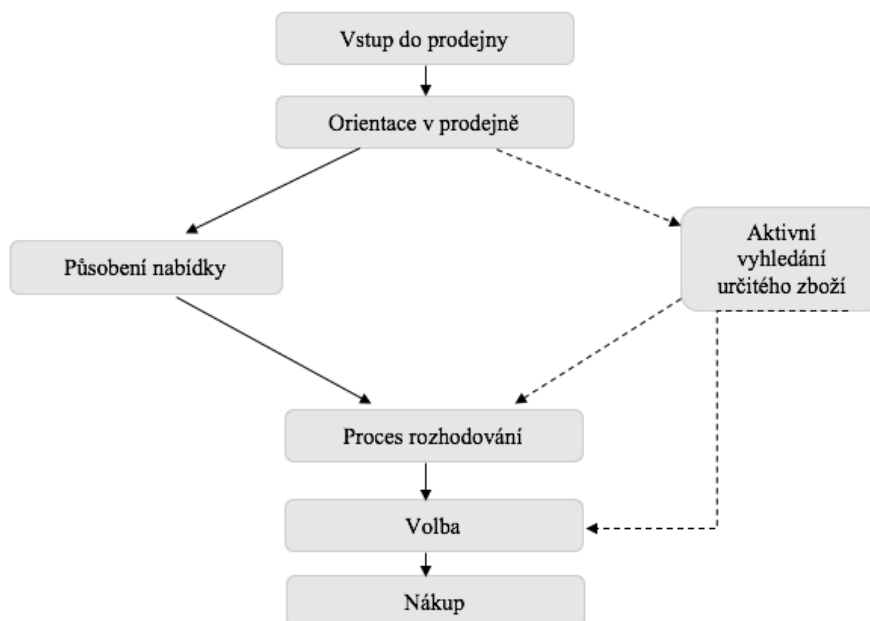 Vstup do prodejny
Orientace v prodejně
Působení nabídky
Aktivní
vyhledání
určitého zboží
Proces rozhodování
Volba
Nákup